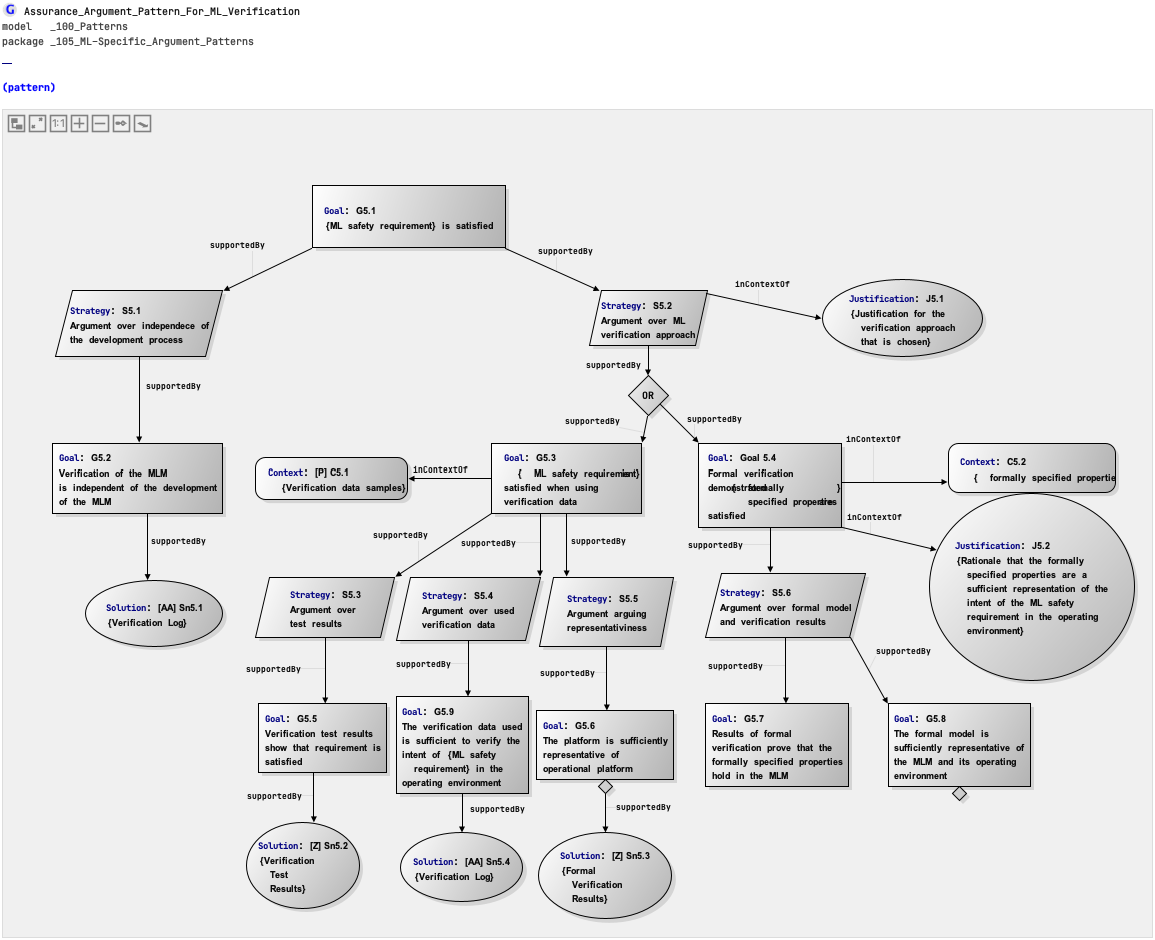 G Assurance_Argument_Pattern_For_ML_Verification
model _100_Patterns
package _105_ML-Specific_Argument_Patterns
(pattern)
1:1
Goal: G5.1
{ML safety requirement} is satisfied
supportedBy
supportedBy
Strategy: S5.1
Argument over independece of
the development process
Strategy: S5.2
Argument over ML
verification approach
inContextOf
Justification: J5.1
{Justification for the
verification approach
that is chosen}
supportedBy
supportedBy
OR
supportedBy
supportedBy
Goal: G5.2
Verification of the MLM
is independent of the development
of the MLM
Context: [P] C5.1
{Verification data samples}
inContextOf
Goal: G5.3
{ ML safety requirement}
satisfied when using
verification data
Goal: Goal 5.4
Formal verification
specified properties
satisfied
inContextOf
Context: C5.2
{ formally specified propertie
inContextOf
Justification: J5.2
{Rationale that the formally
specified properties are a
sufficient representation of the
intent of the ML safety
requirement in the operating
environment}
supportedBy
supportedBy
supportedBy
supportedBy
supportedBy
Solution: [AA] Sn5.1
{Verification Log}
Strategy: S5.3
Argument over
test results
Strategy: S5.4
Argument over used
verification data
Strategy: S5.5
Argument arguing
representativiness
Strategy: S5.6
Argument over formal model
and verification results
supportedBy
supportedBy
supportedBy
supportedBy
supportedBy
Goal: G5.5
Verification test results
show that requirement is
satisfied
Goal: G5.9
The verification data used
is sufficient to verify the
intent of {ML safety
requirement} in the
operating environment
Goal: G5.6
The platform is sufficiently
representative of
operational platform
Goal: G5.7
Results of formal
verification prove that the
formally specified properties
hold in the MLM
Goal: G5.8
The formal model is
sufficiently representative of
the MLM and its operating
environment
supportedBy
supportedBy
supportedBy
Solution: [Z] Sn5.2
{Verification
Test
Results}
Solution: [AA] Sn5.4
{Verification Log}
Solution: [Z] Sn5.3
{Formal
Verification
Results}